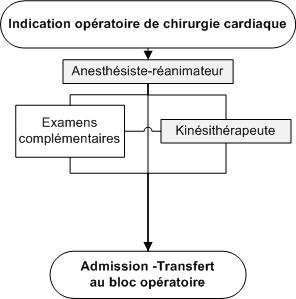 Indication opératoire de chirurgie cardiaque
Anesthésiste-réanimateur
Examens
complémentaires
Kinésithérapeute
Admission -Transfert
au bloc opératoire